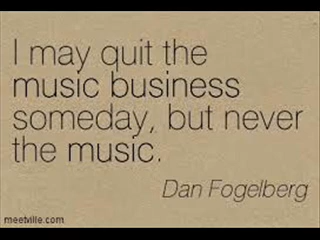 I may quit the
music business
someday, but never
the music.
Dan Fogelberg
meetville.com